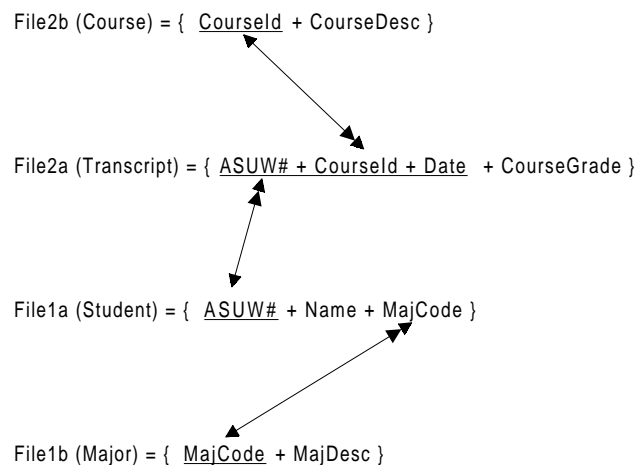 File2b (Course) = { CourseId + CourseDesc }
File2a (Transcript) = { ASUW# + CourseId + Date + CourseGrade }
File1a (Student) = { ASUW# + Name + MajCode }
File1b (Major) = { MajCode + MajDesc }